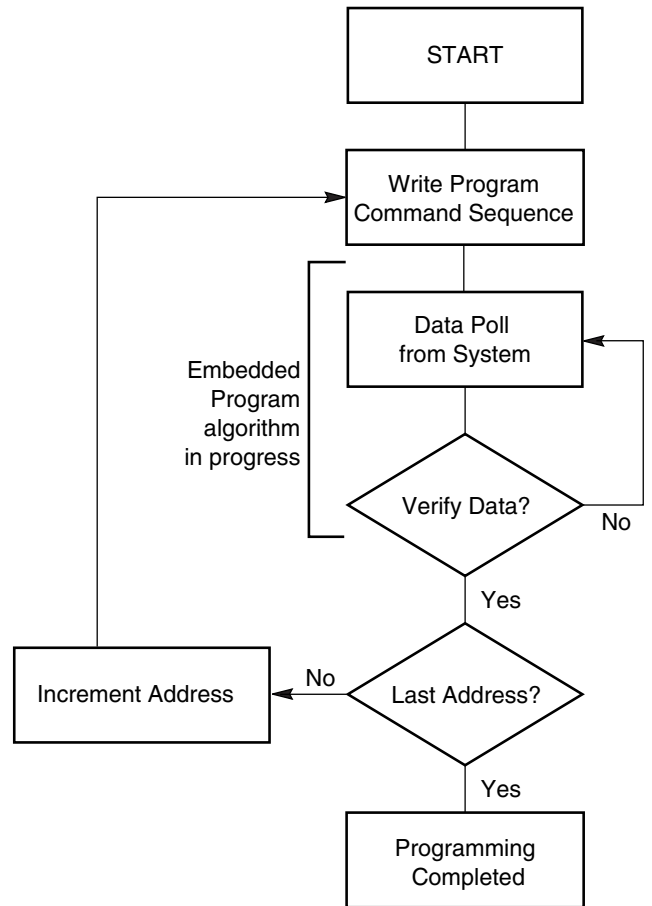 START
Write Program
Command Sequence
Data Poll
from System
Embedded
Program
algorithm
in progress
Verify Data?
No
Yes
Last Address?
No
Increment Address
Yes
Programming
Completed